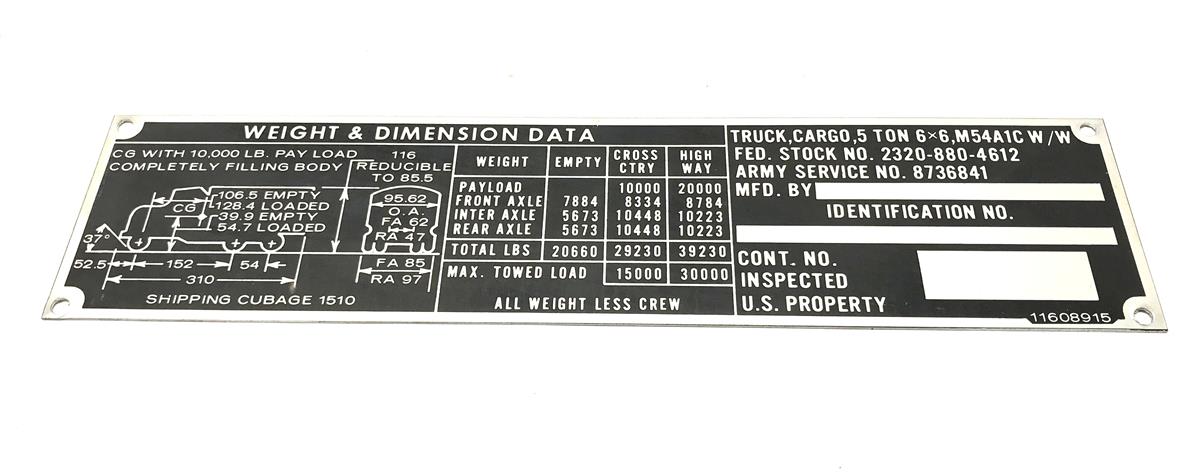 WEIGHT & DIMENSION DATA
CG WITH 10,000 LB. PAY LOAD
COMPLETELY FILLING BODY
116
REDUCIBLE
TO 85.5
106.5 EMPTY
128.4 LOADED
CG
39.9 EMPTY
54.7 LOADED
37°
52.5
152
54
310
SHIPPING CUBAGE 1510
95.62
O.A.
FA 62
RA 47
FA 85
RA 97
WEIGHT EMPTY CROSS CTRY HIGH WAY
PAYLOAD 10000 20000
FRONT AXLE 7884 8334 8784
INTER AXLE 5673 10448 10223
REAR AXLE 5673 10448 10223
TOTAL LBS 20660 29230 39230
MAX. TOWED LOAD 15000 30000
ALL WEIGHT LESS CREW
TRUCK,CARGO,5 TON 6×6,M54A1C W/W
FED. STOCK NO. 2320-880-4612
ARMY SERVICE NO. 8736841
MFD. BY
IDENTIFICATION NO.
CONT. NO.
INSPECTED
U.S. PROPERTY
11608915